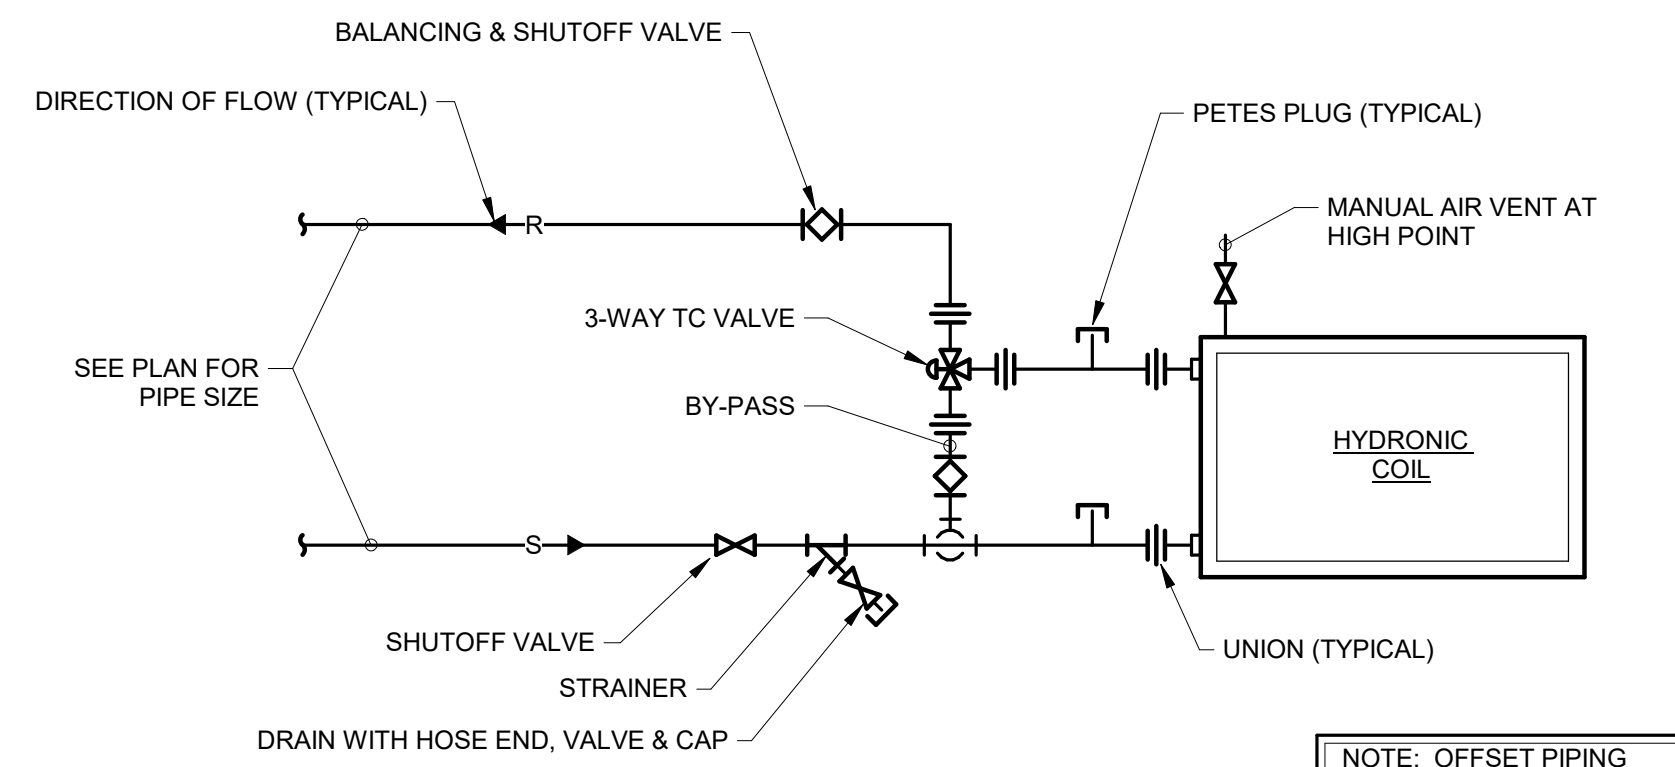 BALANCING & SHUTOFF VALVE
DIRECTION OF FLOW (TYPICAL)
PETES PLUG (TYPICAL)
MANUAL AIR VENT AT
HIGH POINT
R
3-WAY TC VALVE
SEE PLAN FOR
PIPE SIZE
BY-PASS
HYDRONIC
COIL
S
SHUTOFF VALVE
UNION (TYPICAL)
STRAINER
DRAIN WITH HOSE END, VALVE & CAP
NOTE: OFFSET PIPING